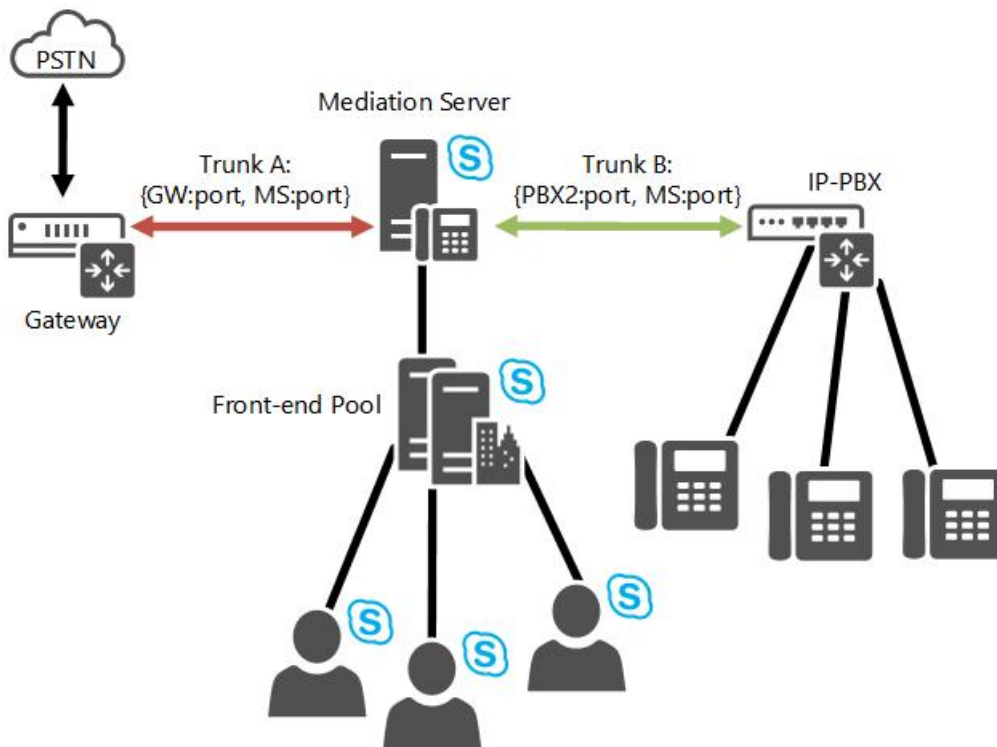 PSTN
Mediation Server
S
Trunk A:
{GW:port, MS:port}
Trunk B:
{PBX2:port, MS:port}
IP-PBX
Gateway
S
Front-end Pool
S
S
S